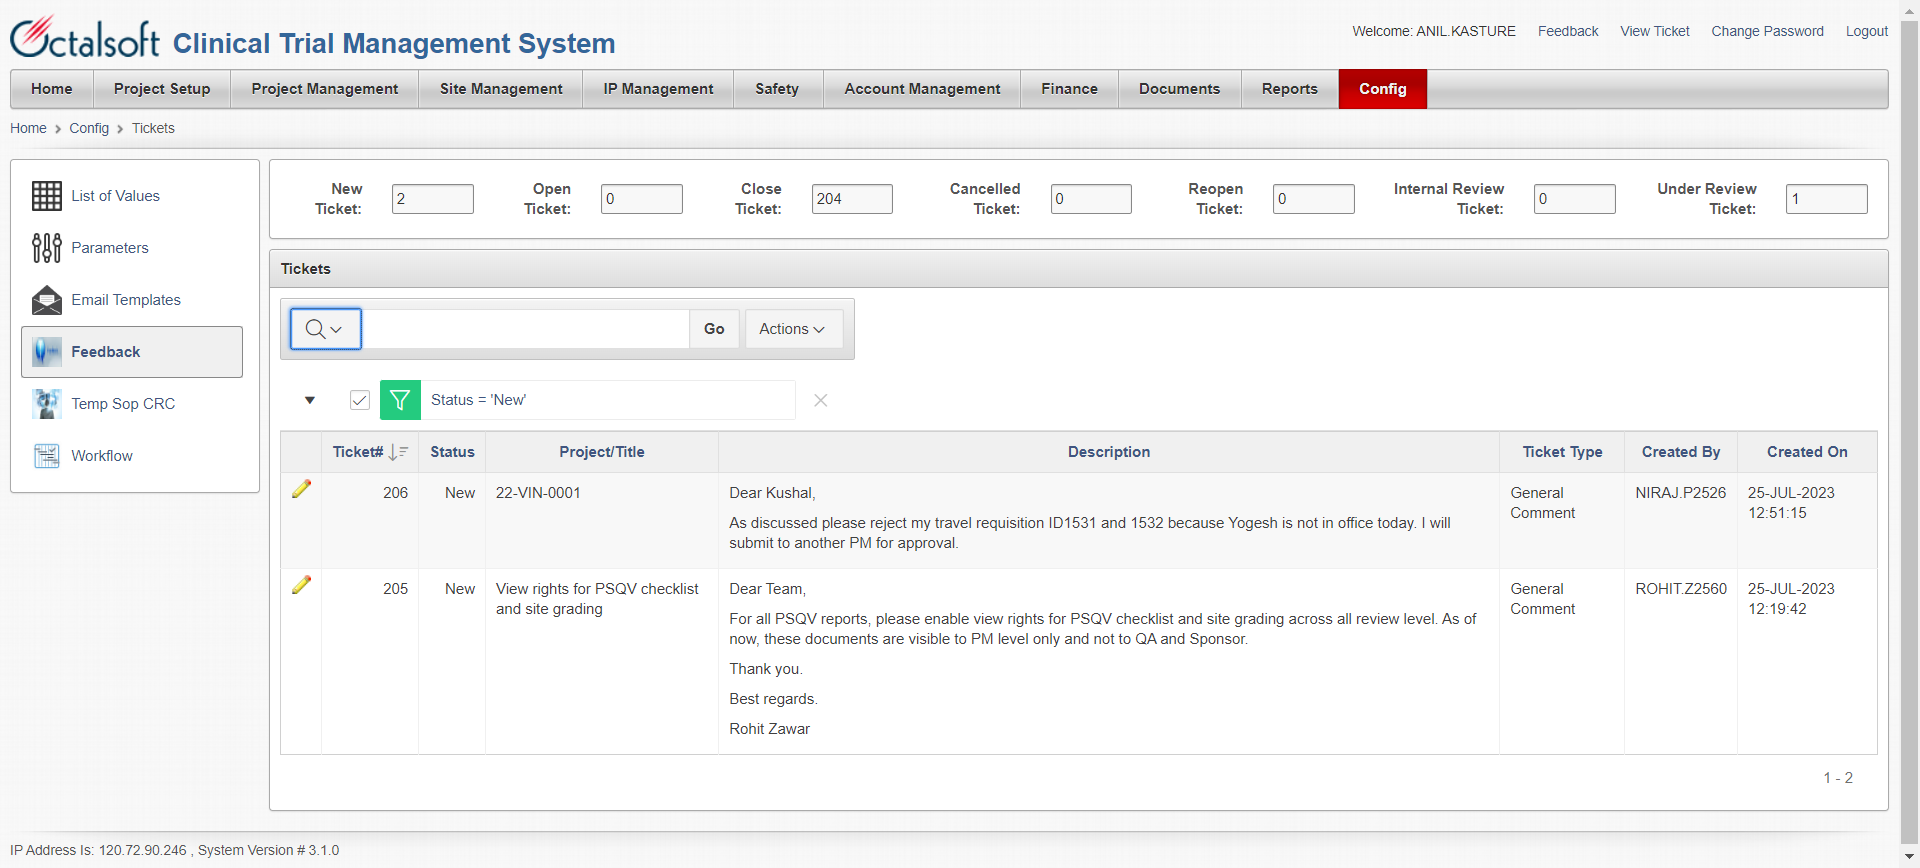 Octalsoft Clinical Trial Management System
Welcome: ANIL.KASTURE Feedback View Ticket Change Password Logout
Home Project Setup Project Management Site Management IP Management Safety Account Management Finance Documents Reports Config
Home > Config > Tickets
List of Values
Parameters
Email Templates
Feedback
Temp Sop CRC
Workflow
New Ticket: 2 Open Ticket: 0 Close Ticket: 204 Cancelled Ticket: 0 Reopen Ticket: 0 Internal Review Ticket: 0 Under Review Ticket: 1
Tickets
Go Actions
Status = 'New'
Ticket# Status Project/Title Description Ticket Type Created By Created On
206 New 22-VIN-0001
Dear Kushal,
As discussed please reject my travel requisition ID1531 and 1532 because Yogesh is not in office today. I will
submit to another PM for approval.
General
Comment
NIRAJ.P2526
25-JUL-2023
12:51:15
205 New
View rights for PSQV checklist
and site grading
Dear Team,
For all PSQV reports, please enable view rights for PSQV checklist and site grading across all review level. As of
now, these documents are visible to PM level only and not to QA and Sponsor.
Thank you.
Best regards.
Rohit Zawar
General
Comment
ROHIT.Z2560
25-JUL-2023
12:19:42
1 - 2
IP Address Is: 120.72.90.246 , System Version # 3.1.0